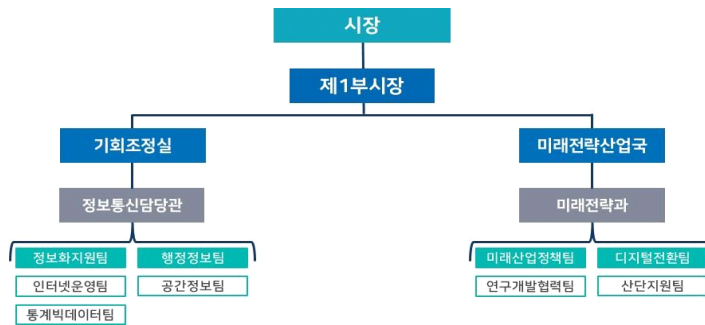 시장
제1부시장
기회조정실
미래전략산업국
정보통신담당관
미래전략과
정보화지원팀
행정정보팀
인터넷운영팀
공간정보팀
통계빅데이터팀
미래산업정책팀
디지털전환팀
연구개발협력팀
산단지원팀